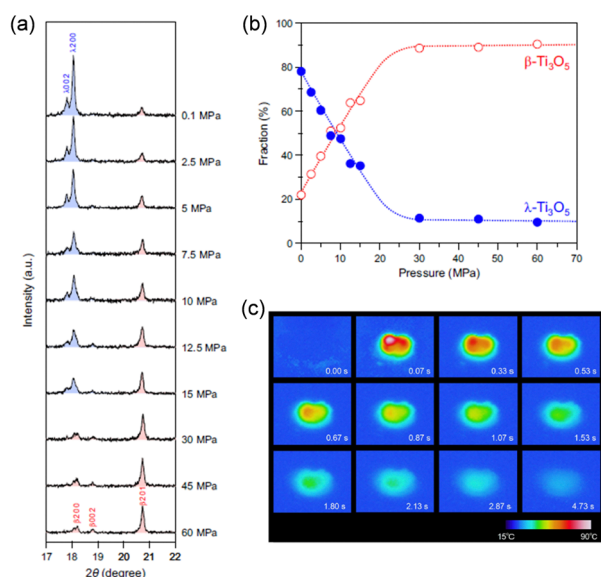 (a)
λ002
λ200
0.1 MPa
2.5 MPa
5 MPa
7.5 MPa
10 MPa
12.5 MPa
15 MPa
30 MPa
45 MPa
60 MPa
β200
β002
β201
Intensity (a.u.)
17 18 19 20 21 22
2θ (degree)
(b)
100
80
60
40
20
0
Fraction (%)
β-Ti₃O₅
λ-Ti₃O₅
0 10 20 30 40 50 60 70
Pressure (MPa)
(c)
0.00 s 0.07 s 0.33 s 0.53 s
0.67 s 0.87 s 1.07 s 1.53 s
1.80 s 2.13 s 2.87 s 4.73 s
15℃ 90℃